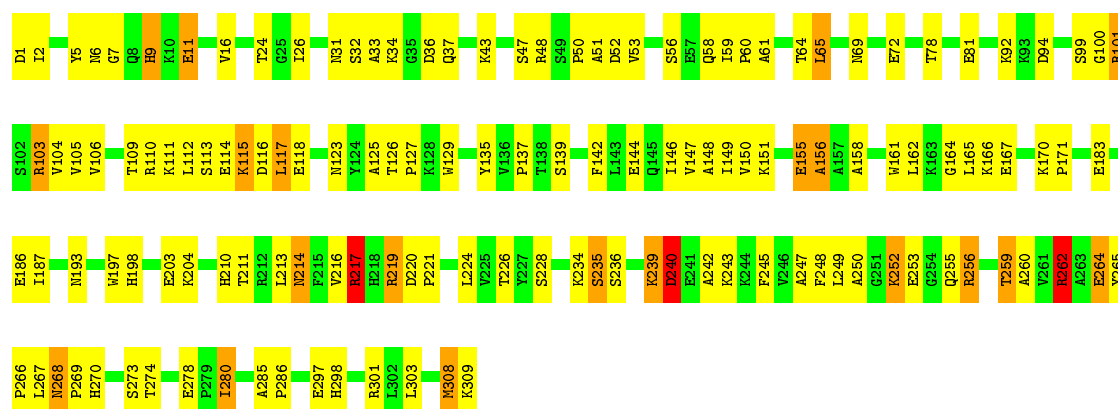 D1 I2 Y5 N6 G7 Q8 H9 K10 E11 V16 T24 G25 I26 N31 S32 A33 K34 G35 D36 Q37 K43 S47 R48 S49 P50 A51 D52 V53 S56 E57 Q58 I59 P60 A61 T64 L65 N69 E72 T78 E81 K92 K93 D94 S99 G100 R101
S102 R103 V104 V105 V106 T109 R110 K111 L112 S113 E114 K115 D116 L117 E118 N123 Y124 A125 T126 P127 K128 W129 Y135 V136 P137 T138 S139 F142 L143 E144 Q145 I146 V147 A148 I149 V150 K151 E155 A156 A157 A158 W161 L162 K163 G164 L165 K166 E167 K170 P171 E183
E186 I187 N193 W197 H198 E203 K204 H210 T211 R212 L213 N214 F215 V216 R217 H218 R219 D220 P221 L224 V225 T226 Y227 S228 K234 S235 S236 K239 D240 E241 A242 K243 K244 F245 V246 A247 F248 L249 A250 G251 K252 E253 G254 Q255 R256 T259 A260 V261 R262 A263 E264 Y265
P266 L267 N268 P269 H270 S273 T274 E278 P279 I280 A285 P286 E297 H298 R301 L302 L303 M308 K309